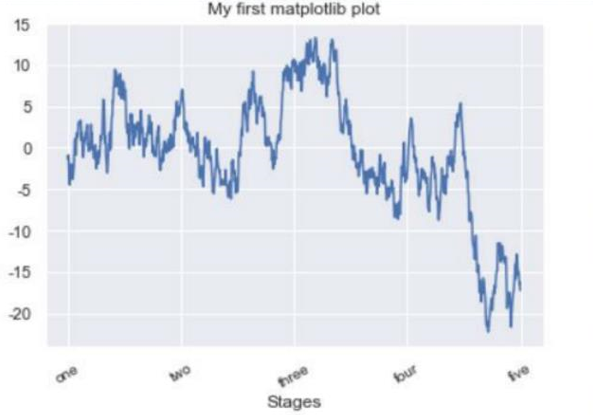 My first matplotlib plot
15
10
5
0
-5
-10
-15
-20
one
two
three
four
five
Stages